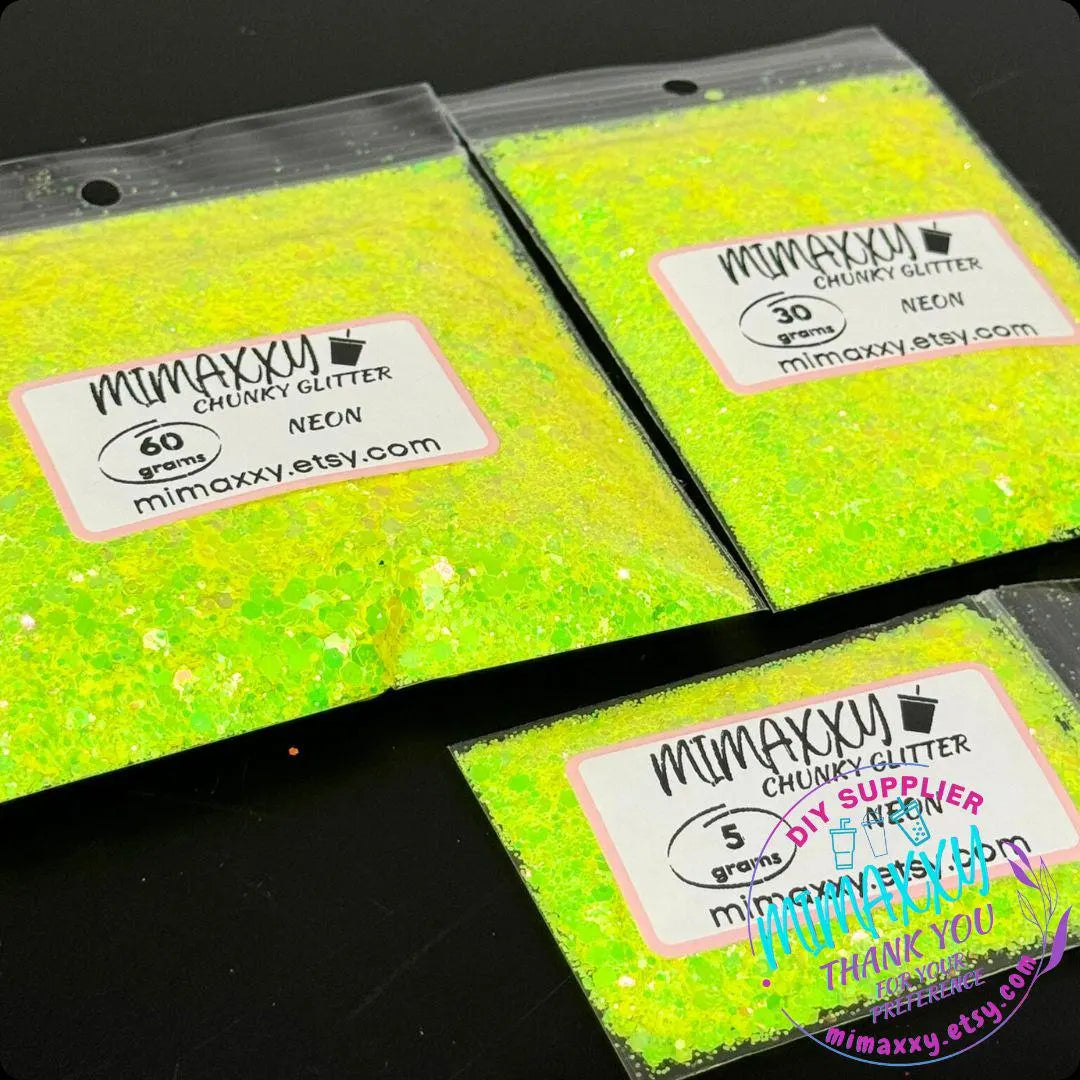 MIMAXXY
CHUNKY GLITTER
60
grams
NEON
mimaxxy.etsy.com
MIMAXXY
CHUNKY GLITTER
30
grams
NEON
mimaxxy.etsy.com
MIMAXXY
CHUNKY GLITTER
5
grams
NEON
mimaxxy.etsy.com
DIY SUPPLIER
MIMAXXY
THANK YOU
FOR YOUR
PREFERENCE
mimaxxy.etsy.com